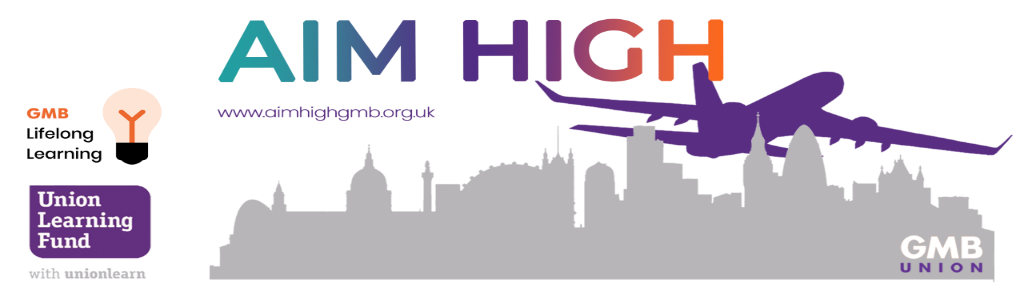 AIM HIGH
www.aimhighgmb.org.uk
GMB
Lifelong
Learning
Union
Learning
Fund
with unionlearn
GMB
UNION